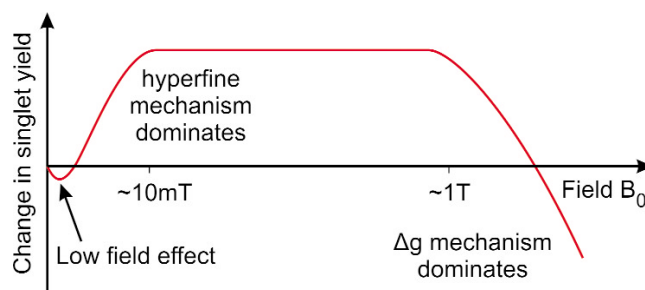 Change in singlet yield
hyperfine
mechanism
dominates
~10mT
~1T
Field B₀
Low field effect
Δg mechanism
dominates